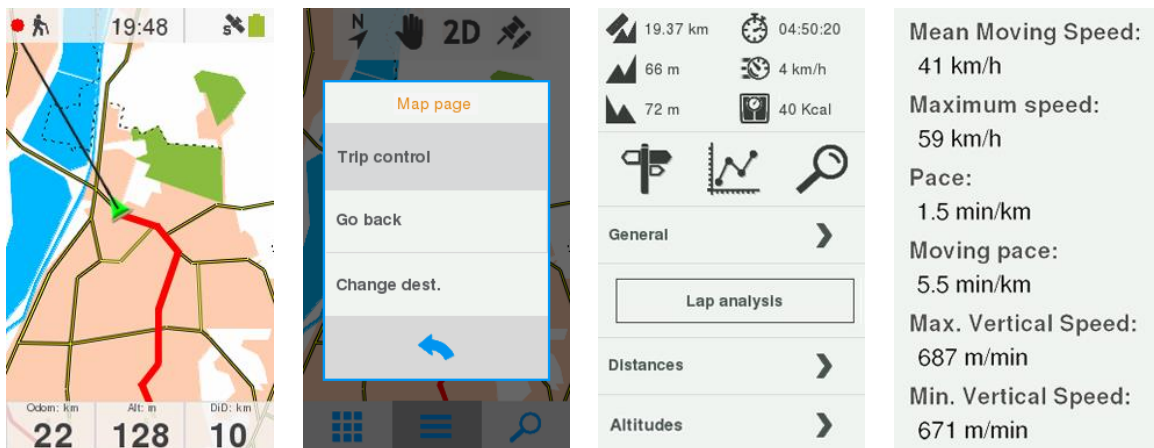 19:48
S
Odom: km
Alt: m
DiD: km
22
128
10
N
2D
Map page
Trip control
Go back
Change dest.
19.37 km
04:50:20
66 m
4 km/h
72 m
40 Kcal
General
Lap analysis
Distances
Altitudes
Mean Moving Speed:
41 km/h
Maximum speed:
59 km/h
Pace:
1.5 min/km
Moving pace:
5.5 min/km
Max. Vertical Speed:
687 m/min
Min. Vertical Speed:
671 m/min